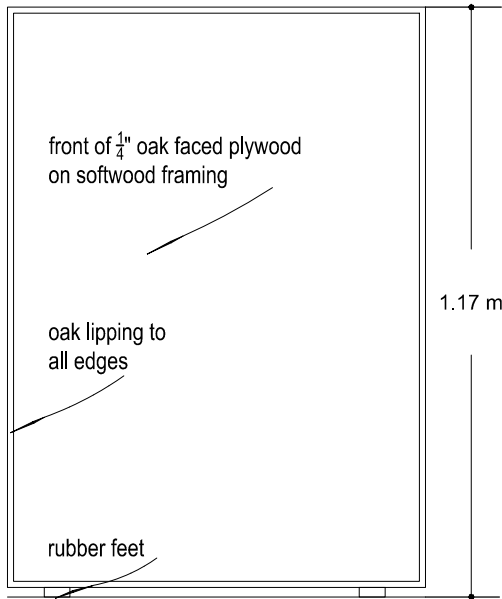 front of 1/4" oak faced plywood
on softwood framing
1.17 m
oak lipping to
all edges
rubber feet